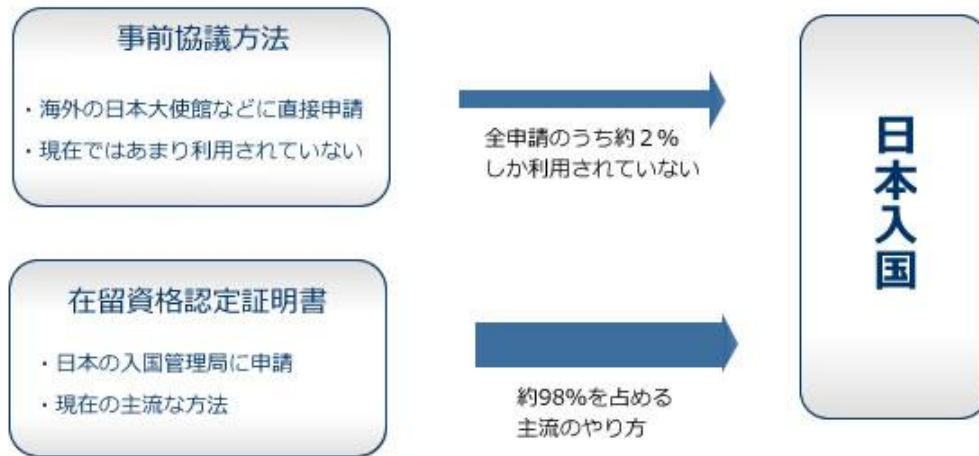 事前協議方法
・海外の日本大使館などに直接申請
・現在ではあまり利用されていない
全申請のうち約２％
しか利用されていない
在留資格認定証明書
・日本の入国管理局に申請
・現在の主流な方法
約98%を占める
主流のやり方
日本入国